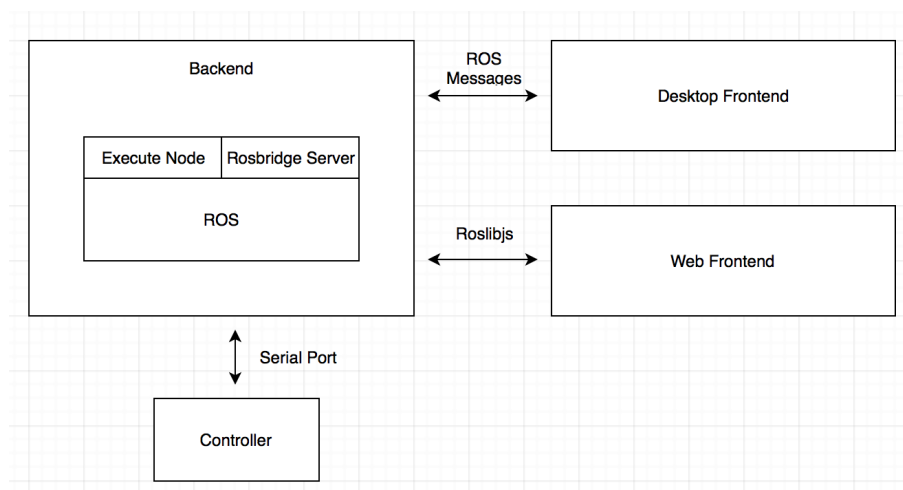 Backend
ROS
Messages
Desktop Frontend
Execute Node
Rosbridge Server
ROS
Roslibjs
Web Frontend
Serial Port
Controller